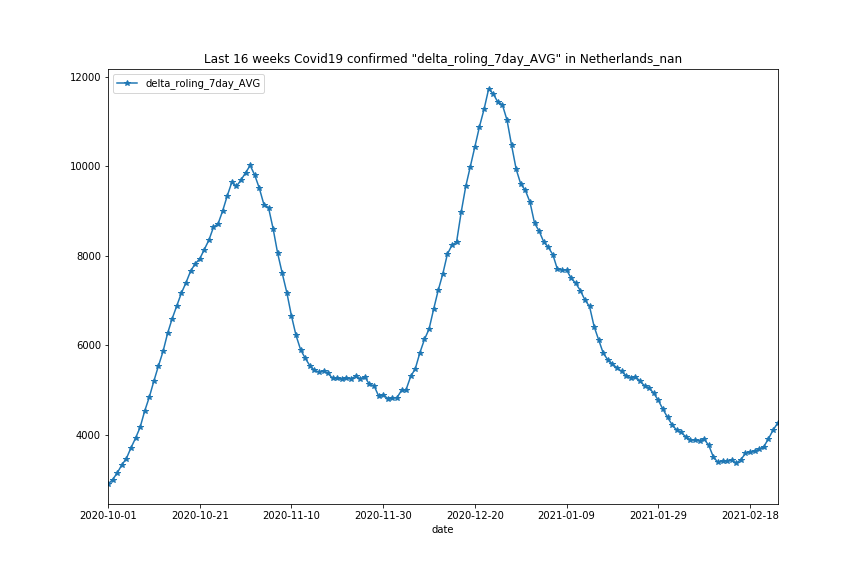 Last 16 weeks Covid19 confirmed "delta_roling_7day_AVG" in Netherlands_nan
delta_roling_7day_AVG
12000
10000
8000
6000
4000
2020-10-01 2020-10-21 2020-11-10 2020-11-30 2020-12-20 2021-01-09 2021-01-29 2021-02-18
date